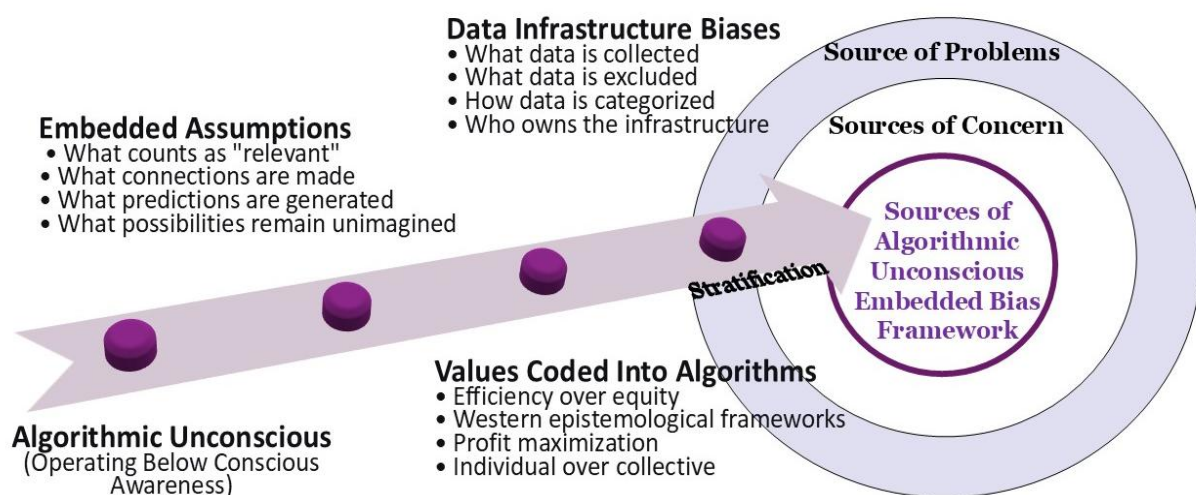 Data Infrastructure Biases
• What data is collected
• What data is excluded
• How data is categorized
• Who owns the infrastructure
Source of Problems
Sources of Concern
Embedded Assumptions
• What counts as "relevant"
• What connections are made
• What predictions are generated
• What possibilities remain unimagined
Sources of
Algorithmic
Unconscious
Embedded Bias
Framework
Stratification
Values Coded Into Algorithms
• Efficiency over equity
• Western epistemological frameworks
• Profit maximization
• Individual over collective
Algorithmic Unconscious
(Operating Below Conscious
Awareness)